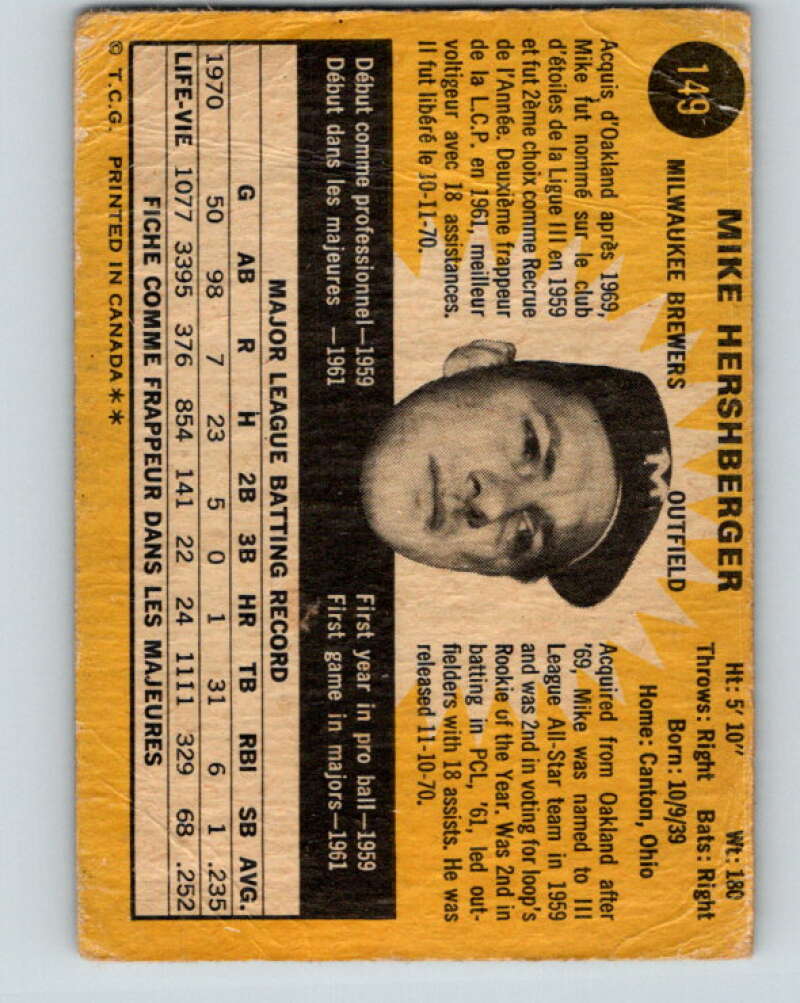 149
MIKE HERSHBERGER
MILWAUKEE BREWERS OUTFIELD
Ht: 5' 10" Wt: 180
Throws: Right Bats: Right
Born: 10/9/39
Home: Canton, Ohio
Acquis d'Oakland après 1969,
Mike fut nommé sur le club
d'étoiles de la Ligue III en 1959
et fut 2ème choix comme Recrue
de l'Année. Deuxième frappeur
de la L.C.P. en 1961, meilleur
voltigeur avec 18 assistances.
Il fut libéré le 10-11-70.
M
Acquired from Oakland after
'69, Mike was named to III
League All-Star team in 1959
and was 2nd in voting for loop's
Rookie of the Year. Was 2nd in
batting in PCL, '61, led out-
fielders with 18 assists. He was
released 11-10-70.
Début comme professionnel—1959
Début dans les majeures —1961
First year in pro ball—1959
First game in majors—1961
MAJOR LEAGUE BATTING RECORD
G AB R H 2B 3B HR TB RBI SB AVG.
1970 50 98 7 23 5 0 1 31 6 1 .235
LIFE-VIE 1077 3395 376 854 141 22 24 1111 329 68 .252
FICHE COMME FRAPPEUR DANS LES MAJEURES
© T.C.G. PRINTED IN CANADA**